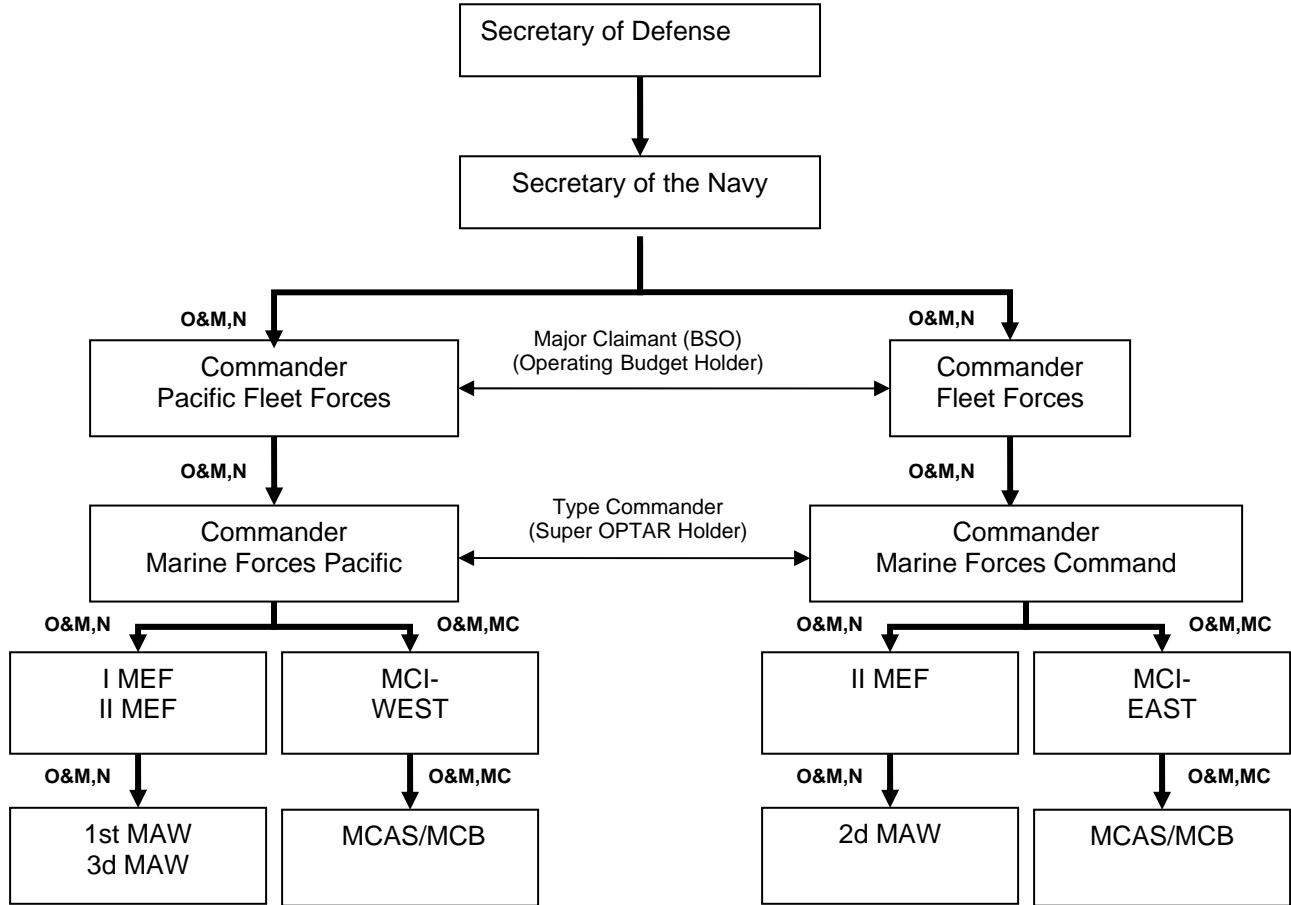 Secretary of Defense
Secretary of the Navy
O&M,N
O&M,N
Commander
Pacific Fleet Forces
Major Claimant (BSO)
(Operating Budget Holder)
Commander
Fleet Forces
O&M,N
O&M,N
Commander
Marine Forces Pacific
Type Commander
(Super OPTAR Holder)
Commander
Marine Forces Command
O&M,N
O&M,MC
O&M,N
O&M,MC
I MEF
II MEF
MCI-
WEST
II MEF
MCI-
EAST
O&M,N
O&M,MC
O&M,N
O&M,MC
1st MAW
3d MAW
MCAS/MCB
2d MAW
MCAS/MCB